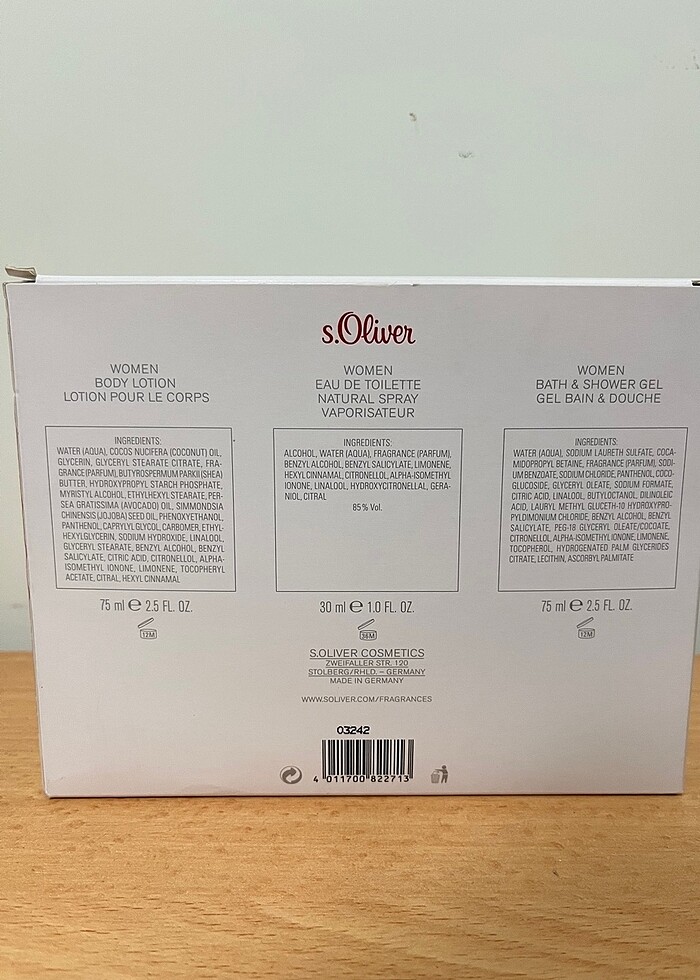 s.Oliver
WOMEN
BODY LOTION
LOTION POUR LE CORPS
INGREDIENTS:
WATER (AQUA), COCOS NUCIFERA (COCONUT) OIL,
GLYCERIN, GLYCERYL STEARATE CITRATE, FRA-
GRANCE (PARFUM), BUTYROSPERMUM PARKII (SHEA)
BUTTER, HYDROXYPROPYL STARCH PHOSPHATE,
MYRISTYL ALCOHOL, ETHYLHEXYL STEARATE, PER-
SEA GRATISSIMA (AVOCADO) OIL, SIMMONDSIA
CHINENSIS (JOJOBA) SEED OIL, PHENOXYETHANOL,
PANTHENOL, CAPRYLYL GLYCOL, CARBOMER, ETHYL-
HEXYLGLYCERIN, SODIUM HYDROXIDE, LINALOOL,
GLYCERYL STEARATE, BENZYL ALCOHOL, BENZYL
SALICYLATE, CITRIC ACID, CITRONELLOL, ALPHA-
ISOMETHYL IONONE, LIMONENE, TOCOPHERYL
ACETATE, CITRAL, HEXYL CINNAMAL
75 ml ℮ 2.5 FL. OZ.
12M
WOMEN
EAU DE TOILETTE
NATURAL SPRAY
VAPORISATEUR
INGREDIENTS:
ALCOHOL, WATER (AQUA), FRAGRANCE (PARFUM),
BENZYL ALCOHOL, BENZYL SALICYLATE, LIMONENE,
HEXYL CINNAMAL, CITRONELLOL, ALPHA-ISOMETHYL
IONONE, LINALOOL, HYDROXYCITRONELLAL, GERA-
NIOL, CITRAL
85 % Vol.
30 ml ℮ 1.0 FL. OZ.
36M
WOMEN
BATH & SHOWER GEL
GEL BAIN & DOUCHE
INGREDIENTS:
WATER (AQUA), SODIUM LAURETH SULFATE, COCA-
MIDOPROPYL BETAINE, FRAGRANCE (PARFUM), SODI-
UM BENZOATE, SODIUM CHLORIDE, PANTHENOL, COCO-
GLUCOSIDE, GLYCERYL OLEATE, SODIUM FORMATE,
CITRIC ACID, LINALOOL, BUTYLOCTANOL, DILINOLEIC
ACID, LAURYL METHYL GLUCETH-10 HYDROXYPRO-
PYLDIMONIUM CHLORIDE, BENZYL ALCOHOL, BENZYL
SALICYLATE, PEG-18 GLYCERYL OLEATE/COCOATE,
CITRONELLOL, ALPHA-ISOMETHYL IONONE, LIMONENE,
TOCOPHEROL, HYDROGENATED PALM GLYCERIDES
CITRATE, LECITHIN, ASCORBYL PALMITATE
75 ml ℮ 2.5 FL. OZ.
12M
S.OLIVER COSMETICS
ZWEIFALLER STR. 120
STOLBERG/RHLD. – GERMANY
MADE IN GERMANY
WWW.SOLIVER.COM/FRAGRANCES
03242
4 011700 822713